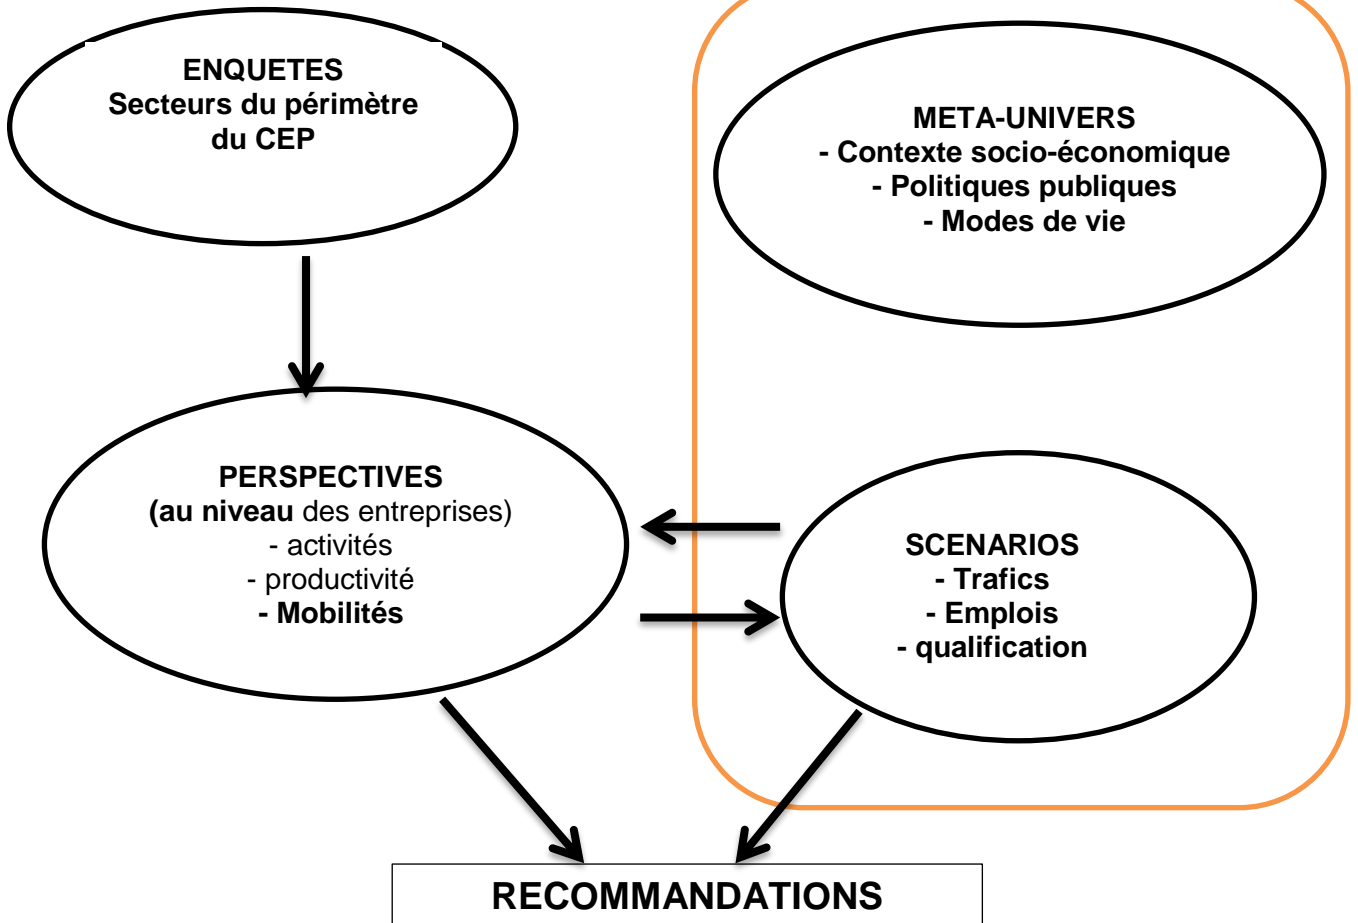 ENQUETES
Secteurs du périmètre
du CEP
META-UNIVERS
- Contexte socio-économique
- Politiques publiques
- Modes de vie
PERSPECTIVES
(au niveau des entreprises)
- activités
- productivité
- Mobilités
SCENARIOS
- Trafics
- Emplois
- qualification
RECOMMANDATIONS